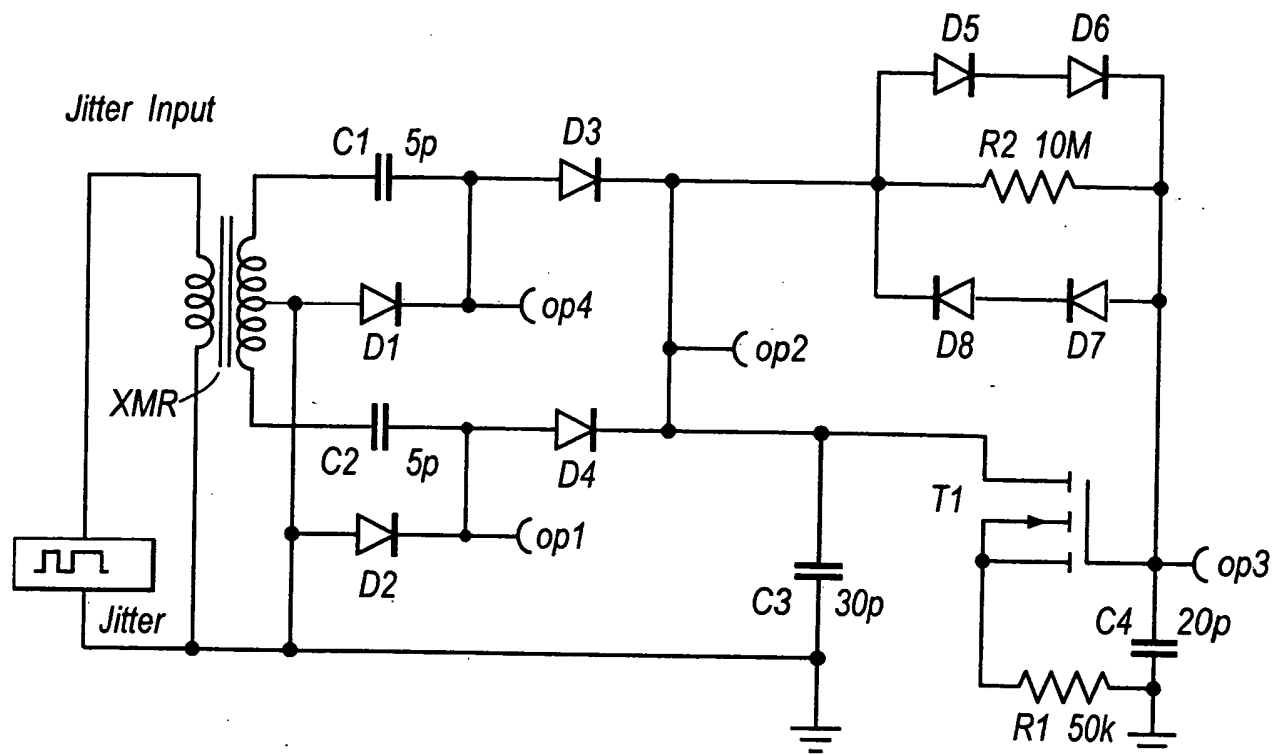 D5 D6
Jitter Input
C1 5p D3
R2 10M
op4
D1
op2
D8 D7
XMR
C2 5p D4
T1
op1
D2
op3
C3 30p
Jitter
C4 20p
R1 50k